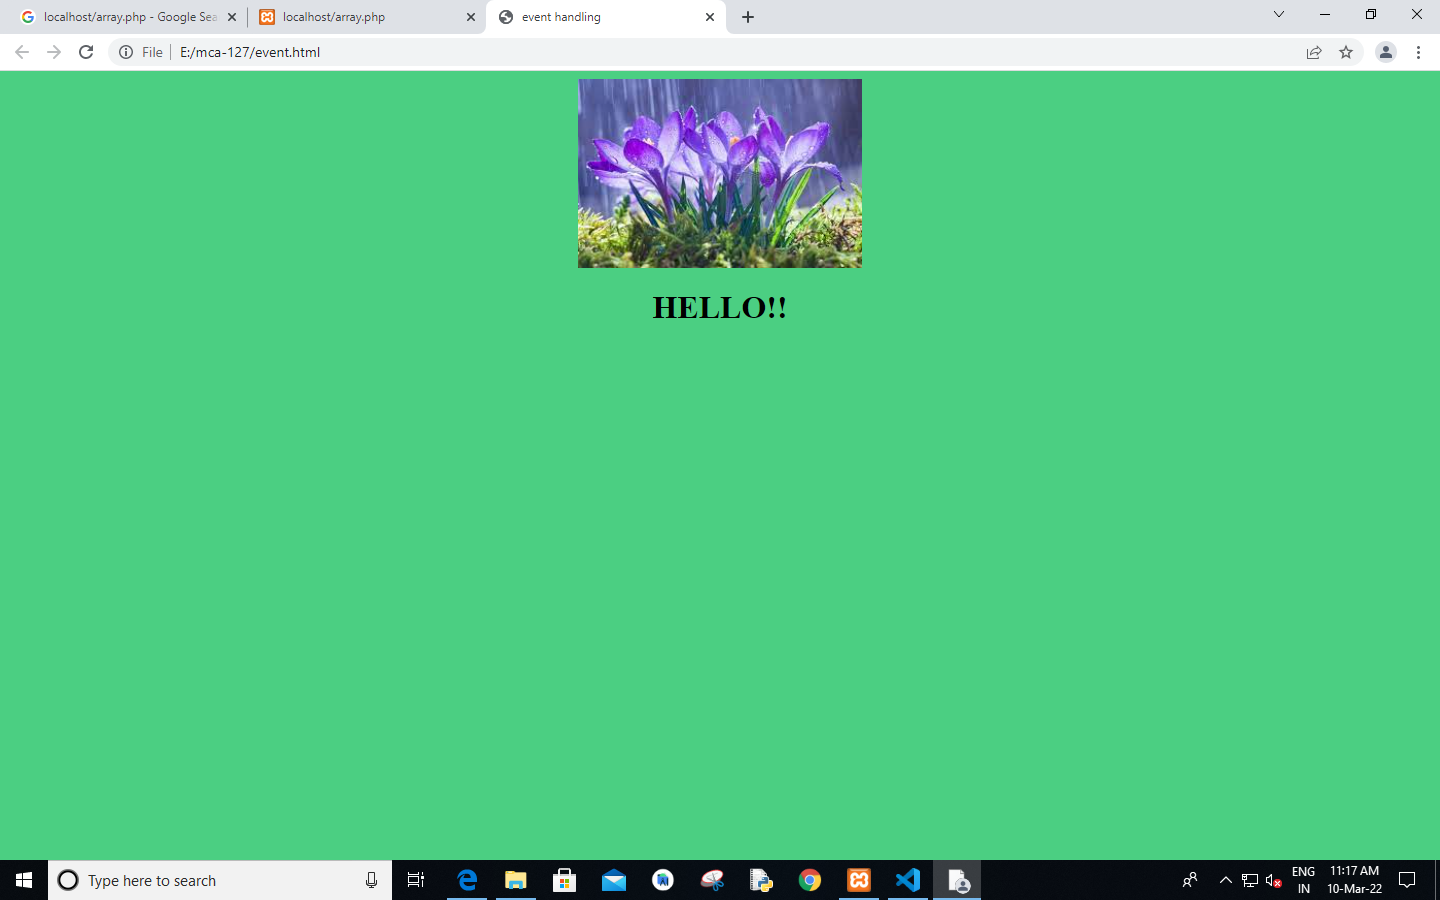 localhost/array.php - Google Sea
localhost/array.php
event handling
File
E:/mca-127/event.html
HELLO!!
Type here to search
ENG
IN
11:17 AM
10-Mar-22